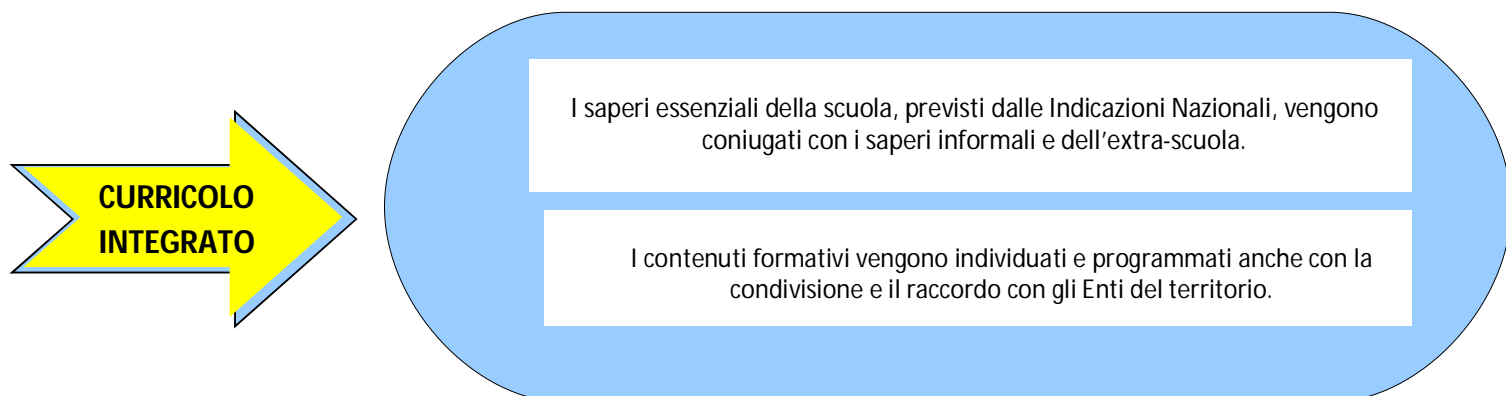 CURRICOLO
INTEGRATO
I saperi essenziali della scuola, previsti dalle Indicazioni Nazionali, vengono
coniugati con i saperi informali e dell’extra-scuola.
I contenuti formativi vengono individuati e programmati anche con la
condivisione e il raccordo con gli Enti del territorio.